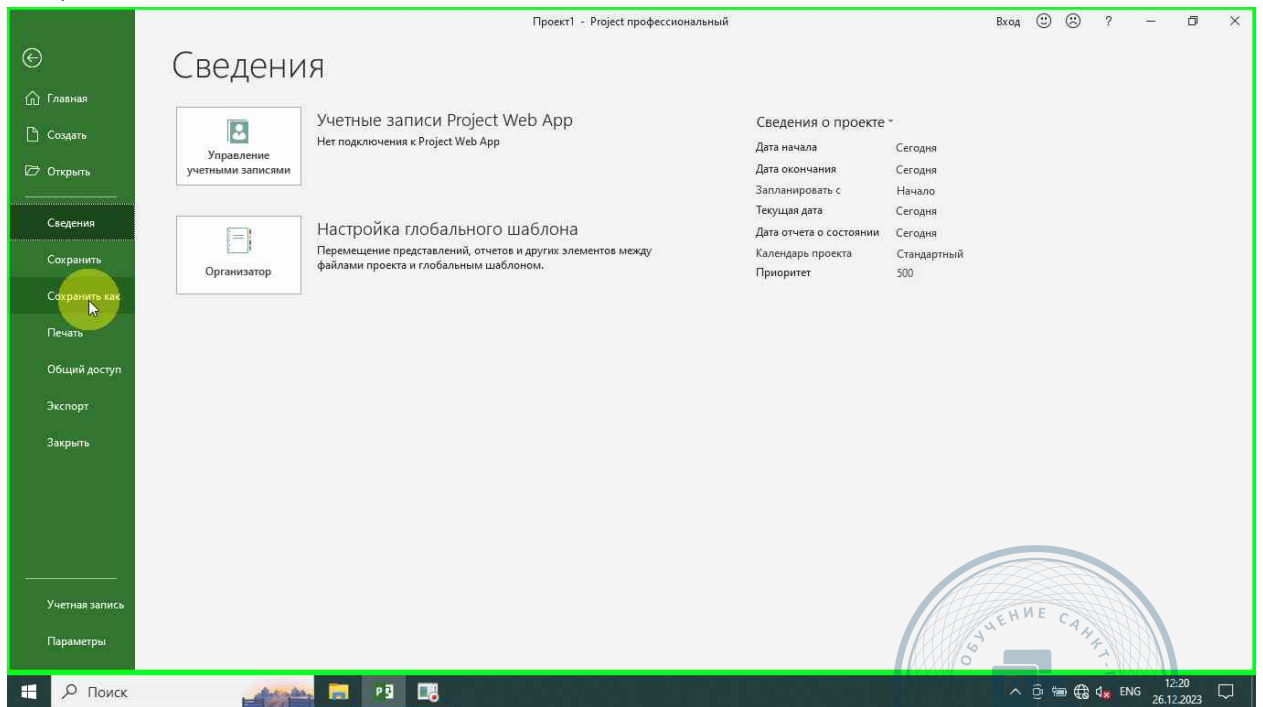 Проект1 - Project профессиональный
Вход
?
Сведения
Главная
Создать
Открыть
Сведения
Сохранить
Сохранить как
Печать
Общий доступ
Экспорт
Закрыть
Учетная запись
Параметры
Управление
учетными записями
Учетные записи Project Web App
Нет подключения к Project Web App
Организатор
Настройка глобального шаблона
Перемещение представлений, отчетов и других элементов между
файлами проекта и глобальным шаблоном.
Сведения о проекте
Дата начала Сегодня
Дата окончания Сегодня
Запланировать с Начало
Текущая дата Сегодня
Дата отчета о состоянии Сегодня
Календарь проекта Стандартный
Приоритет 500
ОБУЧЕНИЕ САНКТ-
Поиск
ENG
12:20
26.12.2023